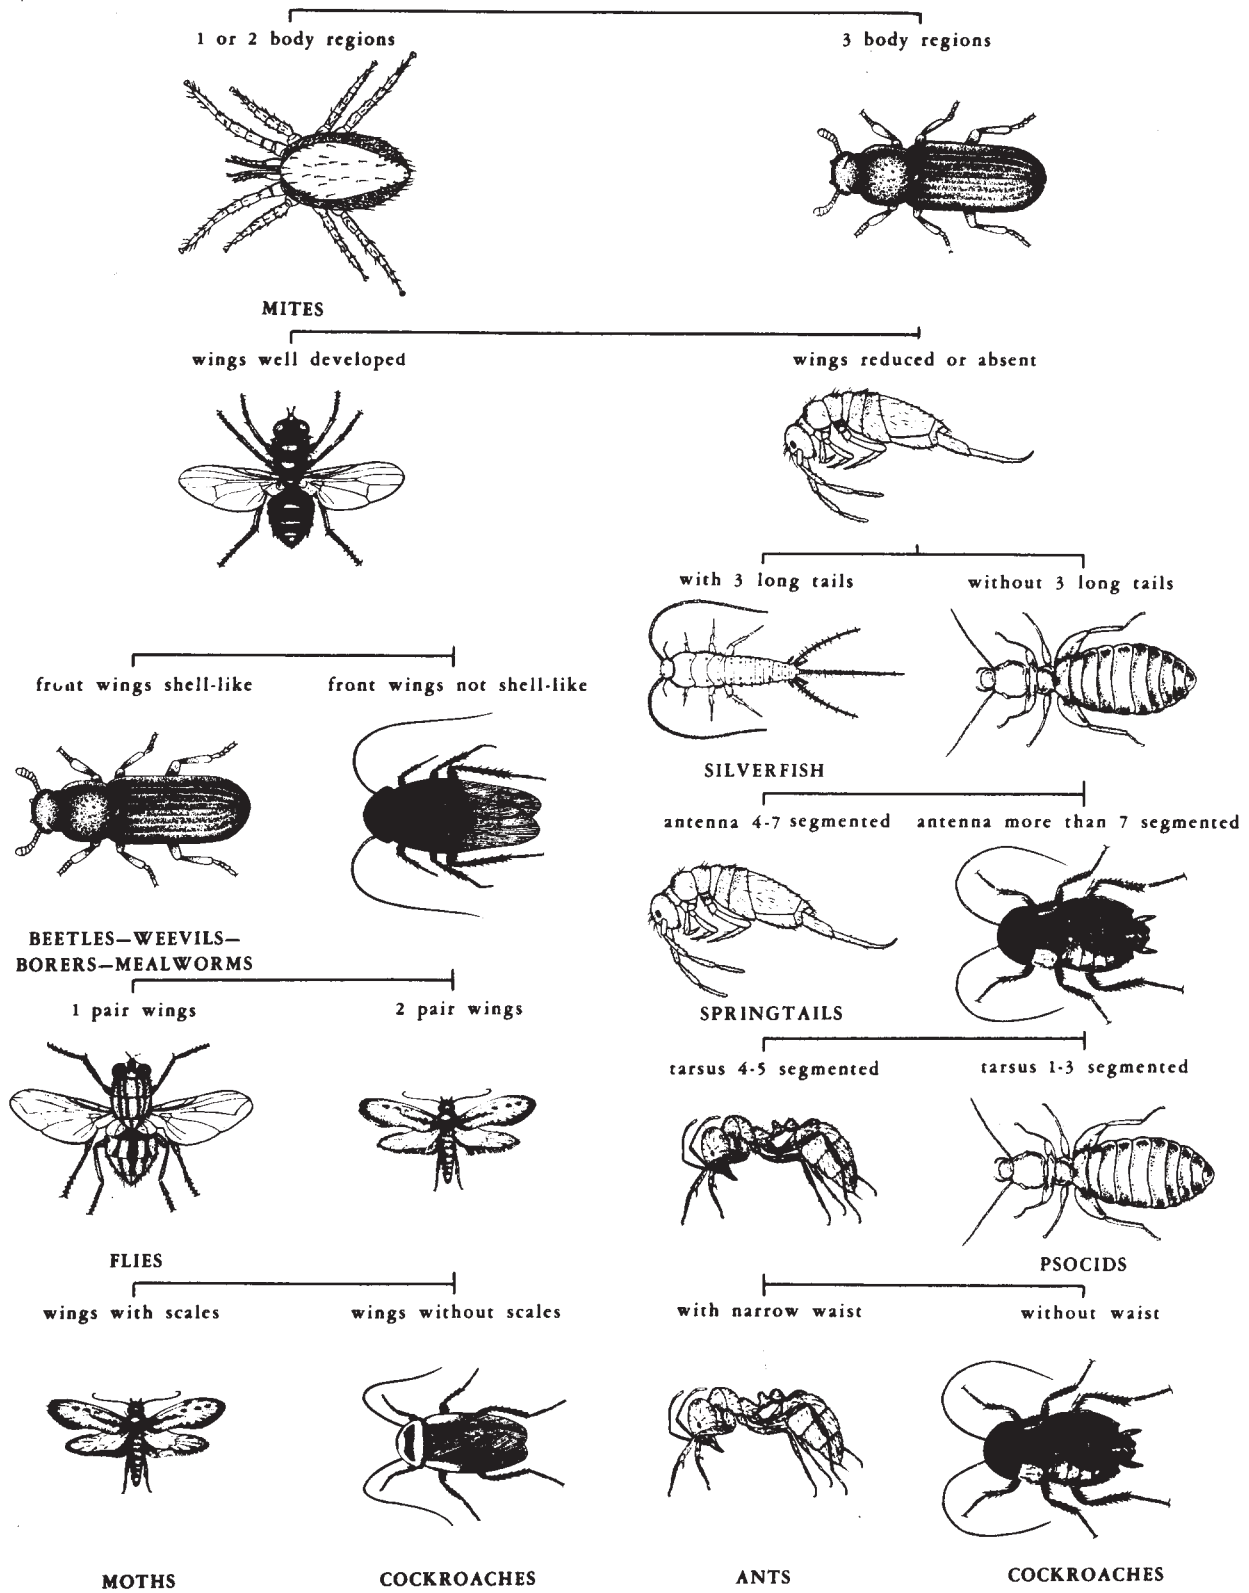 1 or 2 body regions
3 body regions
MITES
wings well developed
wings reduced or absent
with 3 long tails
without 3 long tails
front wings shell-like
front wings not shell-like
SILVERFISH
antenna 4-7 segmented
antenna more than 7 segmented
BEETLES—WEEVILS—
BORERS—MEALWORMS
1 pair wings
2 pair wings
SPRINGTAILS
tarsus 4-5 segmented
tarsus 1-3 segmented
FLIES
PSOCIDS
wings with scales
wings without scales
with narrow waist
without waist
MOTHS
COCKROACHES
ANTS
COCKROACHES